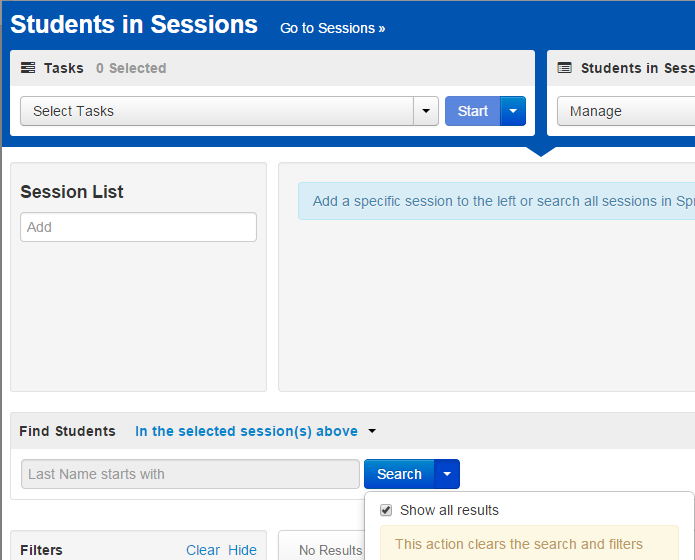 Students in Sessions Go to Sessions »
Tasks 0 Selected
Students in Sess
Select Tasks
Start
Manage
Session List
Add
Add a specific session to the left or search all sessions in Spr
Find Students In the selected session(s) above
Last Name starts with
Search
Show all results
This action clears the search and filters
Filters Clear Hide
No Results